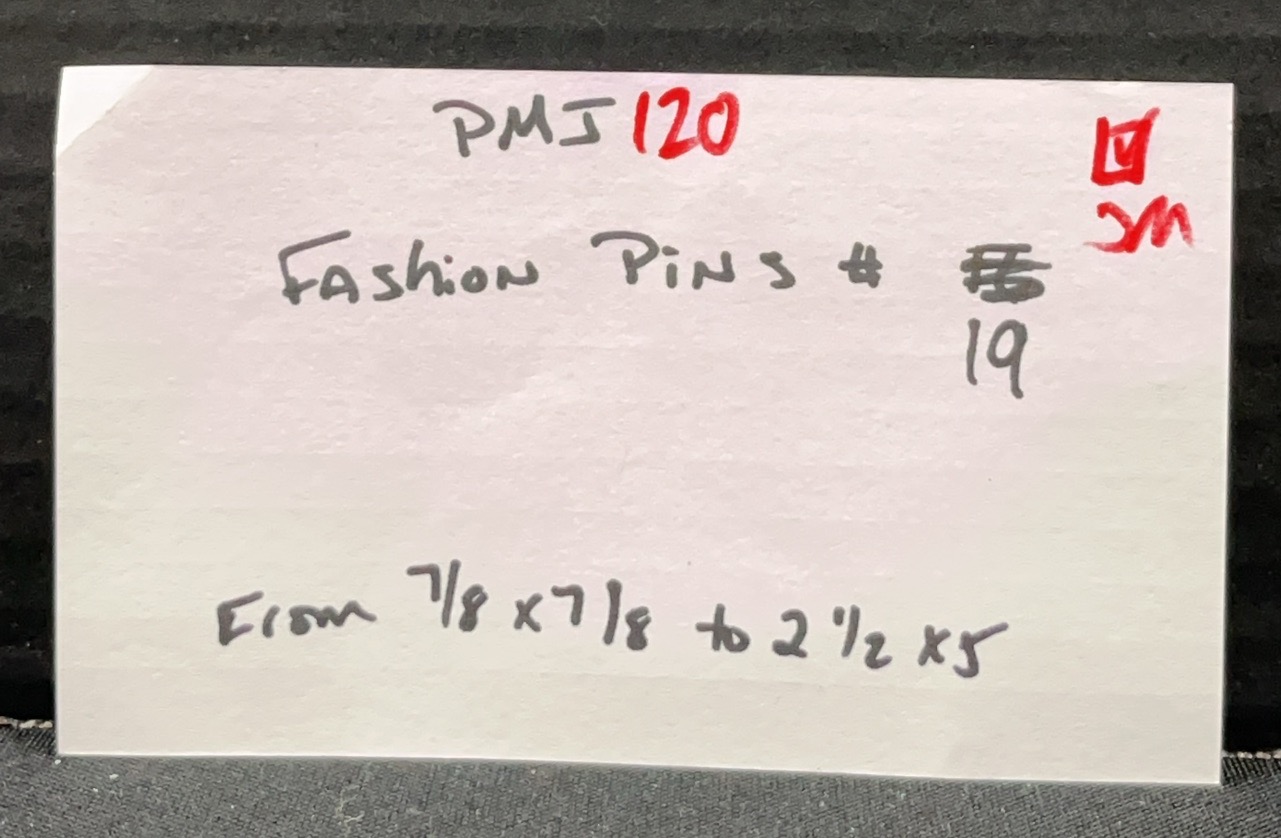 PMJ 120
JM
Fashion Pins #
19
From 7/8 x 7/8 to 2 1/2 x 5